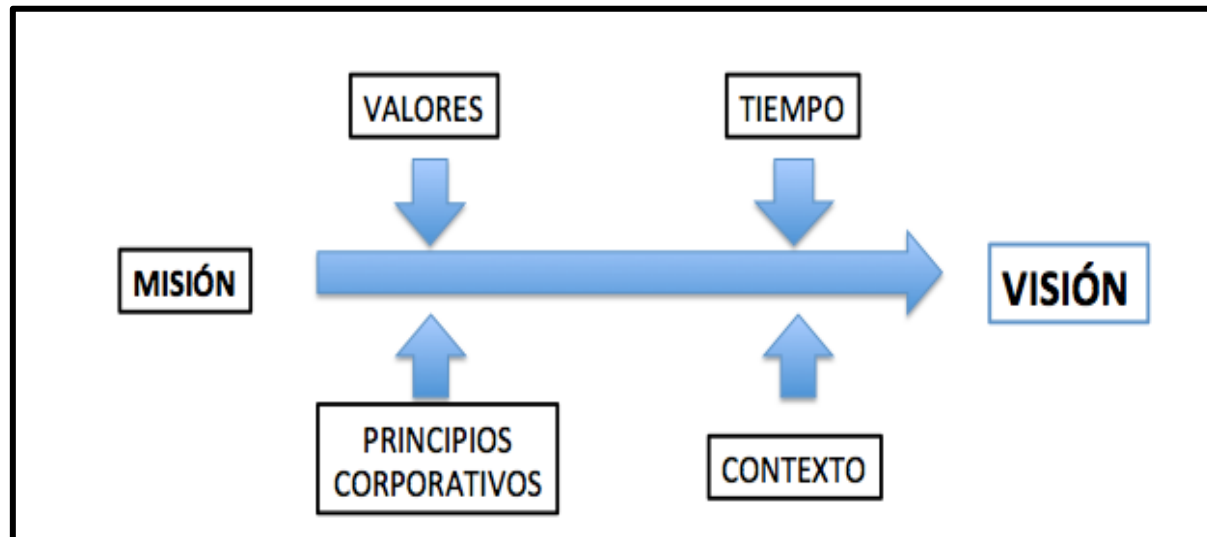 VALORES
TIEMPO
MISIÓN
VISIÓN
PRINCIPIOS
CORPORATIVOS
CONTEXTO